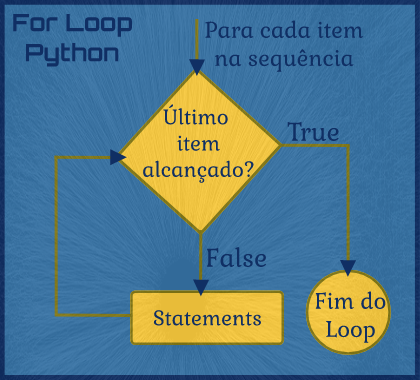 For Loop
Python
Para cada item
na sequência
Último
item
alcançado?
True
False
Statements
Fim do
Loop